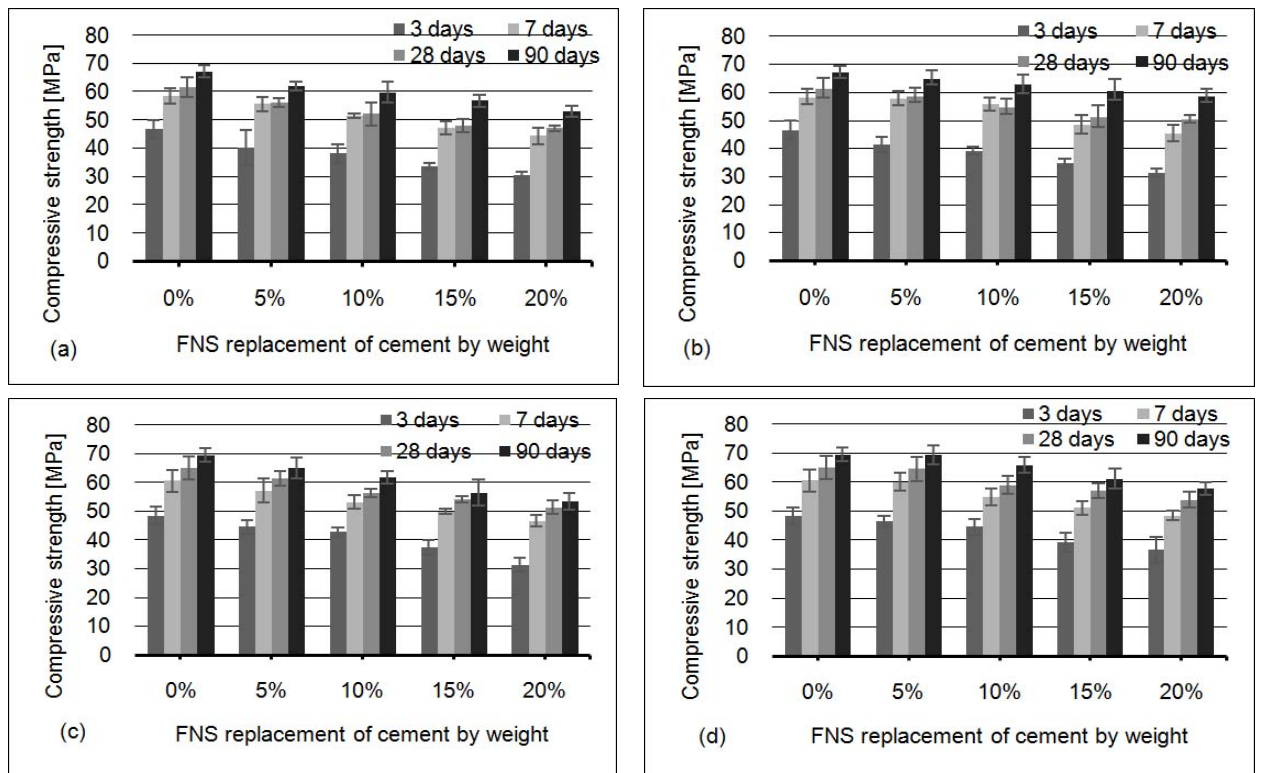 3 days 7 days
28 days 90 days
Compressive strength [MPa]
80
70
60
50
40
30
20
10
0
0% 5% 10% 15% 20%
FNS replacement of cement by weight
(a)
3 days 7 days
28 days 90 days
Compressive strength [MPa]
80
70
60
50
40
30
20
10
0
0% 5% 10% 15% 20%
FNS replacement of cement by weight
(b)
3 days 7 days
28 days 90 days
Compressive strength [MPa]
80
70
60
50
40
30
20
10
0
0% 5% 10% 15% 20%
FNS replacement of cement by weight
(c)
3 days 7 days
28 days 90 days
Compressive strength [MPa]
80
70
60
50
40
30
20
10
0
0% 5% 10% 15% 20%
FNS replacement of cement by weight
(d)